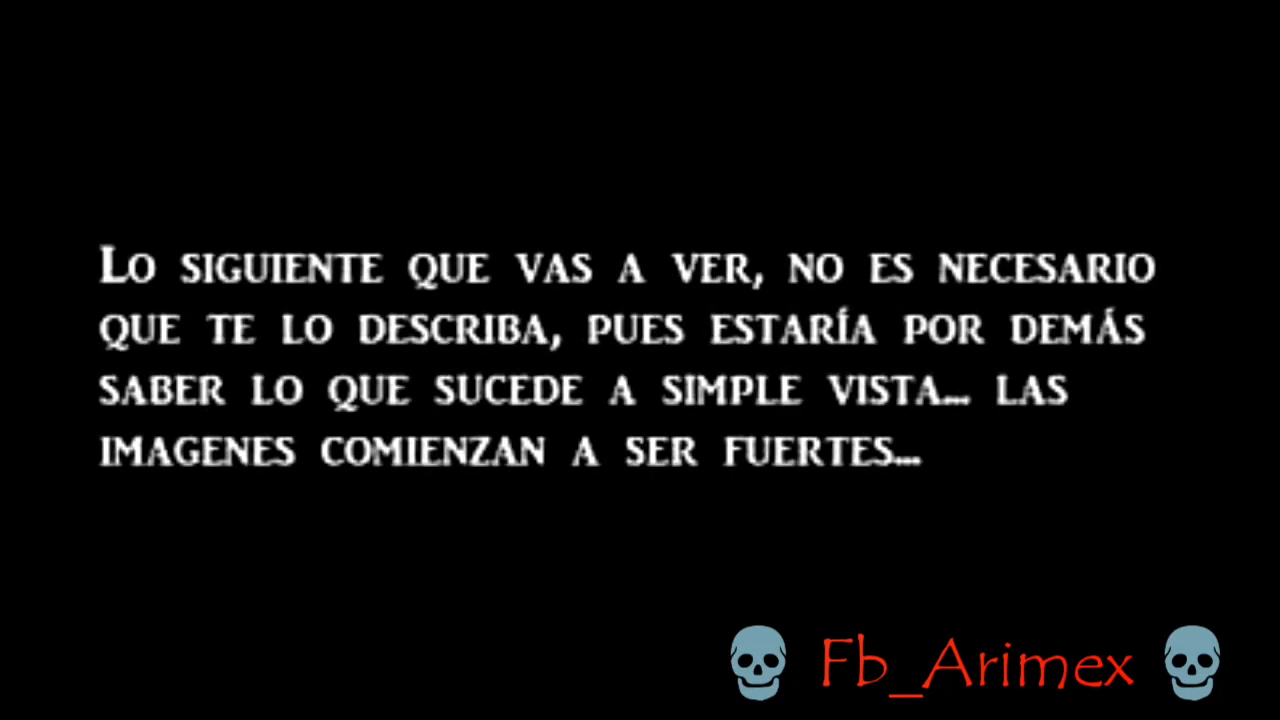 Lo siguiente que vas a ver, no es necesario
que te lo describa, pues estaría por demás
saber lo que sucede a simple vista... las
imagenes comienzan a ser fuertes...
Fb_Arimex